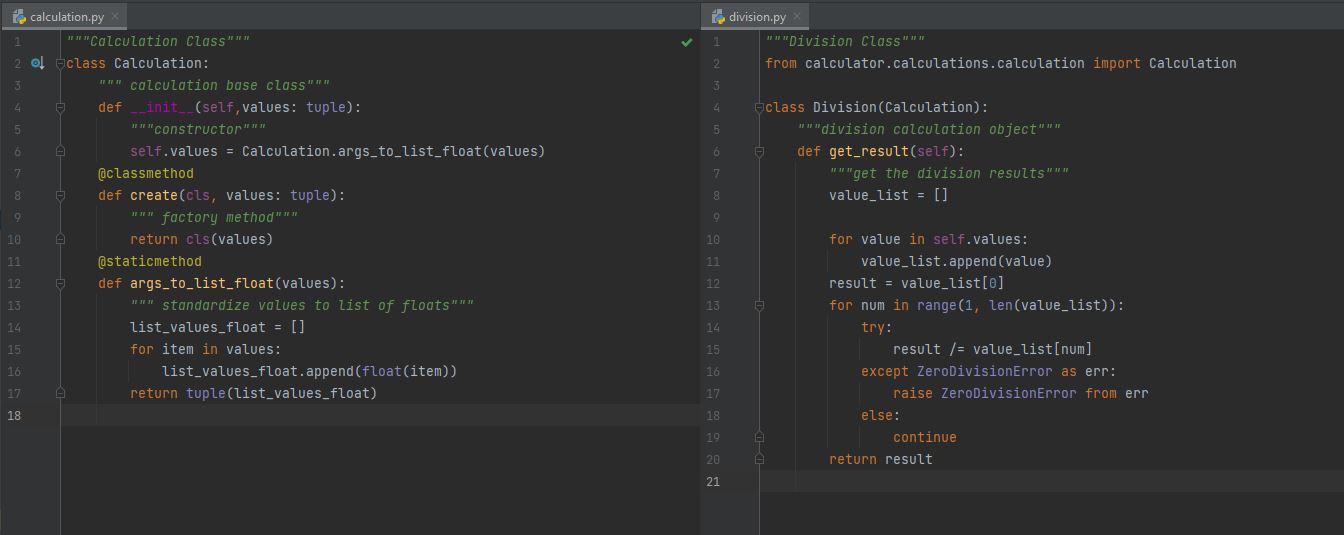 calculation.py
1 """Calculation Class"""
2 class Calculation:
3     """ calculation base class"""
4     def __init__(self,values: tuple):
5         """constructor"""
6         self.values = Calculation.args_to_list_float(values)
7     @classmethod
8     def create(cls, values: tuple):
9         """ factory method"""
10         return cls(values)
11     @staticmethod
12     def args_to_list_float(values):
13         """ standardize values to list of floats"""
14         list_values_float = []
15         for item in values:
16             list_values_float.append(float(item))
17         return tuple(list_values_float)
18
division.py
1 """Division Class"""
2 from calculator.calculations.calculation import Calculation
3
4 class Division(Calculation):
5     """division calculation object"""
6     def get_result(self):
7         """get the division results"""
8         value_list = []
9
10         for value in self.values:
11             value_list.append(value)
12         result = value_list[0]
13         for num in range(1, len(value_list)):
14             try:
15                 result /= value_list[num]
16             except ZeroDivisionError as err:
17                 raise ZeroDivisionError from err
18             else:
19                 continue
20         return result
21